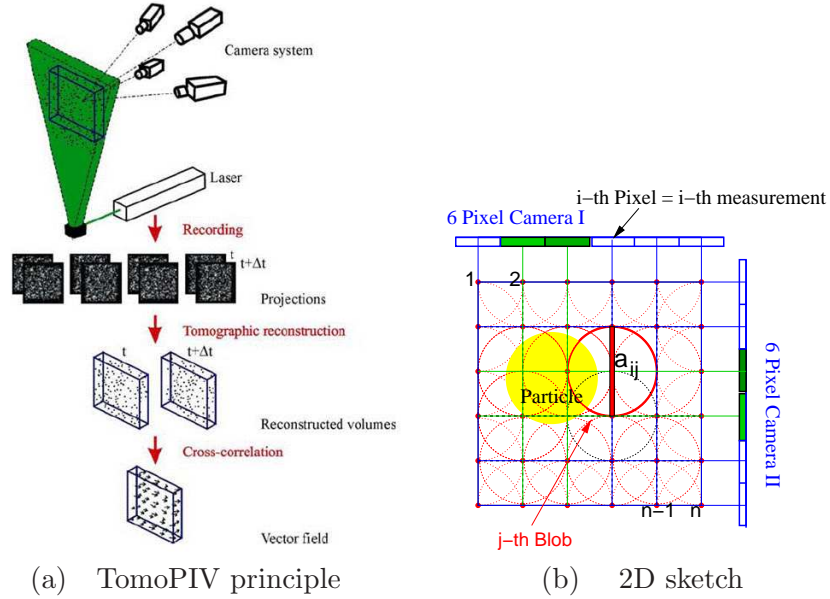 Camera system
Laser
Recording
t
t+Δt
Projections
Tomographic reconstruction
t
t+Δt
Reconstructed volumes
Cross-correlation
Vector field
(a) TomoPIV principle
i-th Pixel = i-th measurement
6 Pixel Camera I
1
2
a ij
Particle
6 Pixel Camera II
n-1 n
j-th Blob
(b) 2D sketch